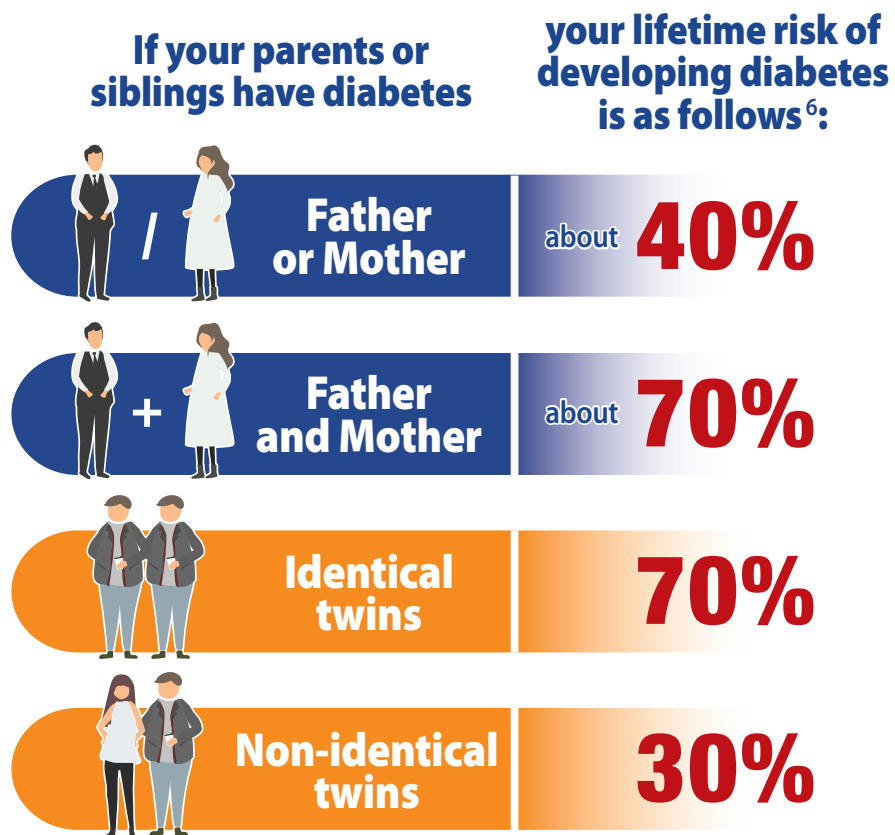 If your parents or
siblings have diabetes
your lifetime risk of
developing diabetes
is as follows⁶:
/
Father
or Mother
about 40%
+
Father
and Mother
about 70%
Identical
twins
70%
Non-identical
twins
30%